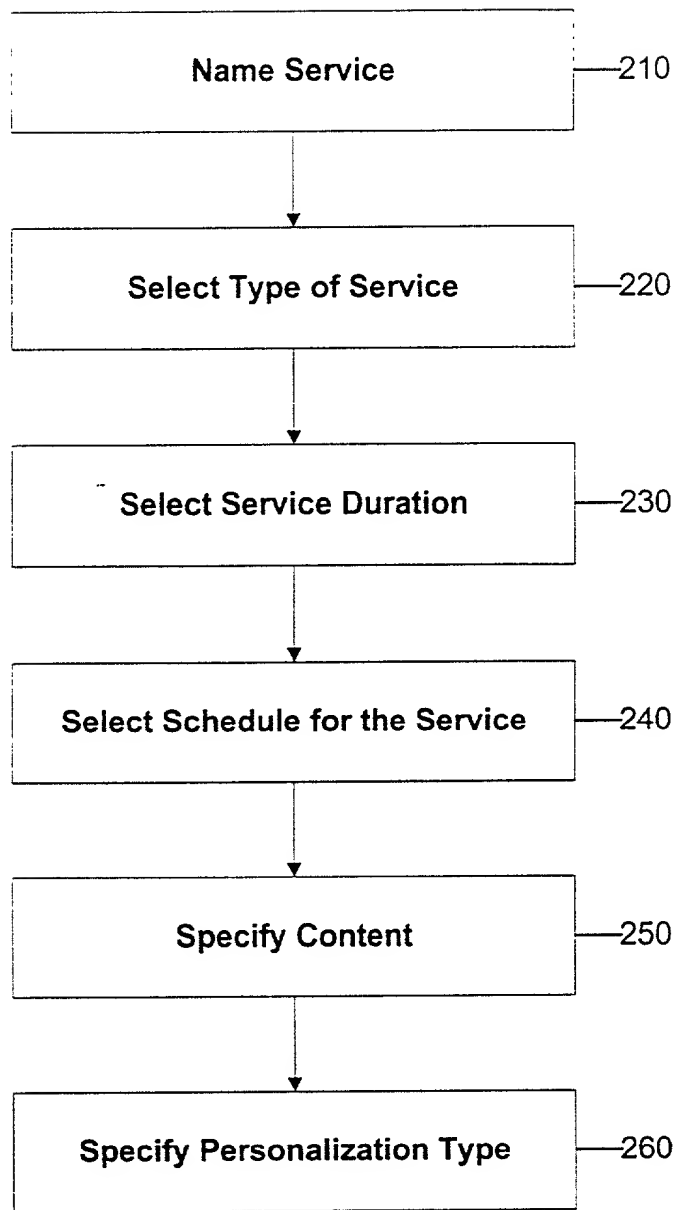 Name Service 210
Select Type of Service 220
Select Service Duration 230
Select Schedule for the Service 240
Specify Content 250
Specify Personalization Type 260